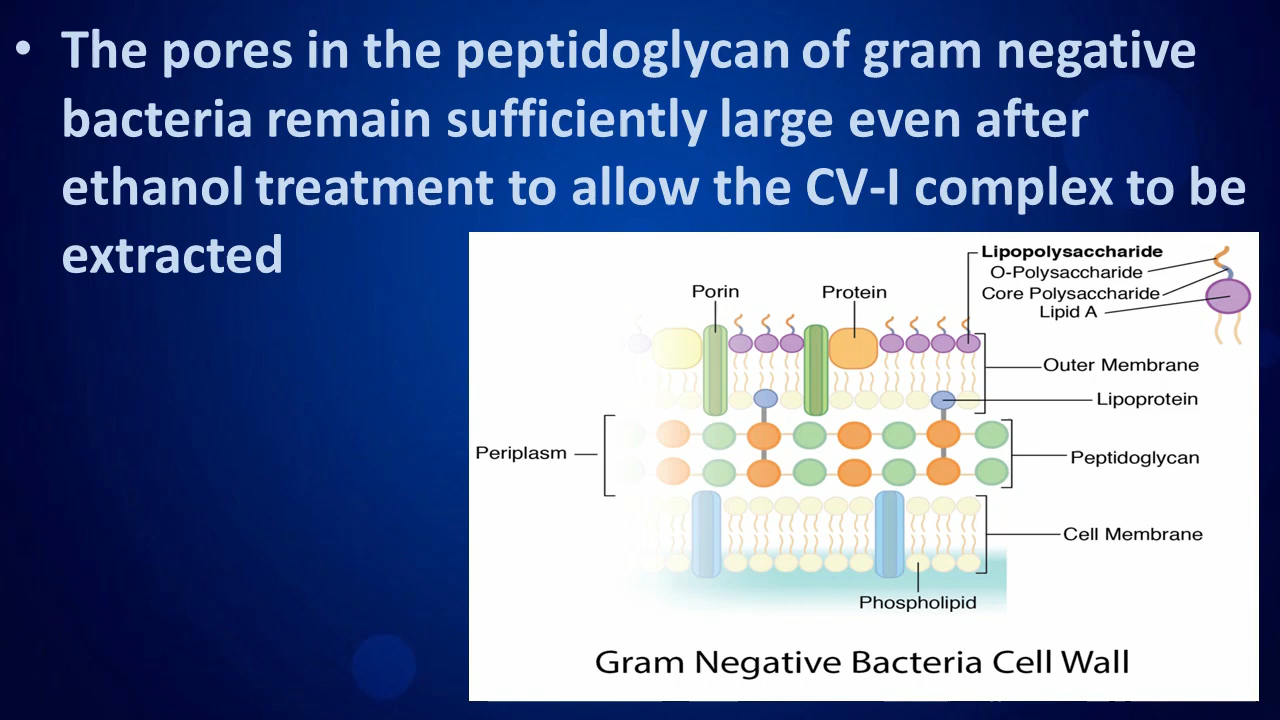 • The pores in the peptidoglycan of gram negative
bacteria remain sufficiently large even after
ethanol treatment to allow the CV-I complex to be
extracted
Lipopolysaccharide
O-Polysaccharide
Core Polysaccharide
Lipid A
Porin
Protein
Outer Membrane
Lipoprotein
Periplasm
Peptidoglycan
Cell Membrane
Phospholipid
Gram Negative Bacteria Cell Wall